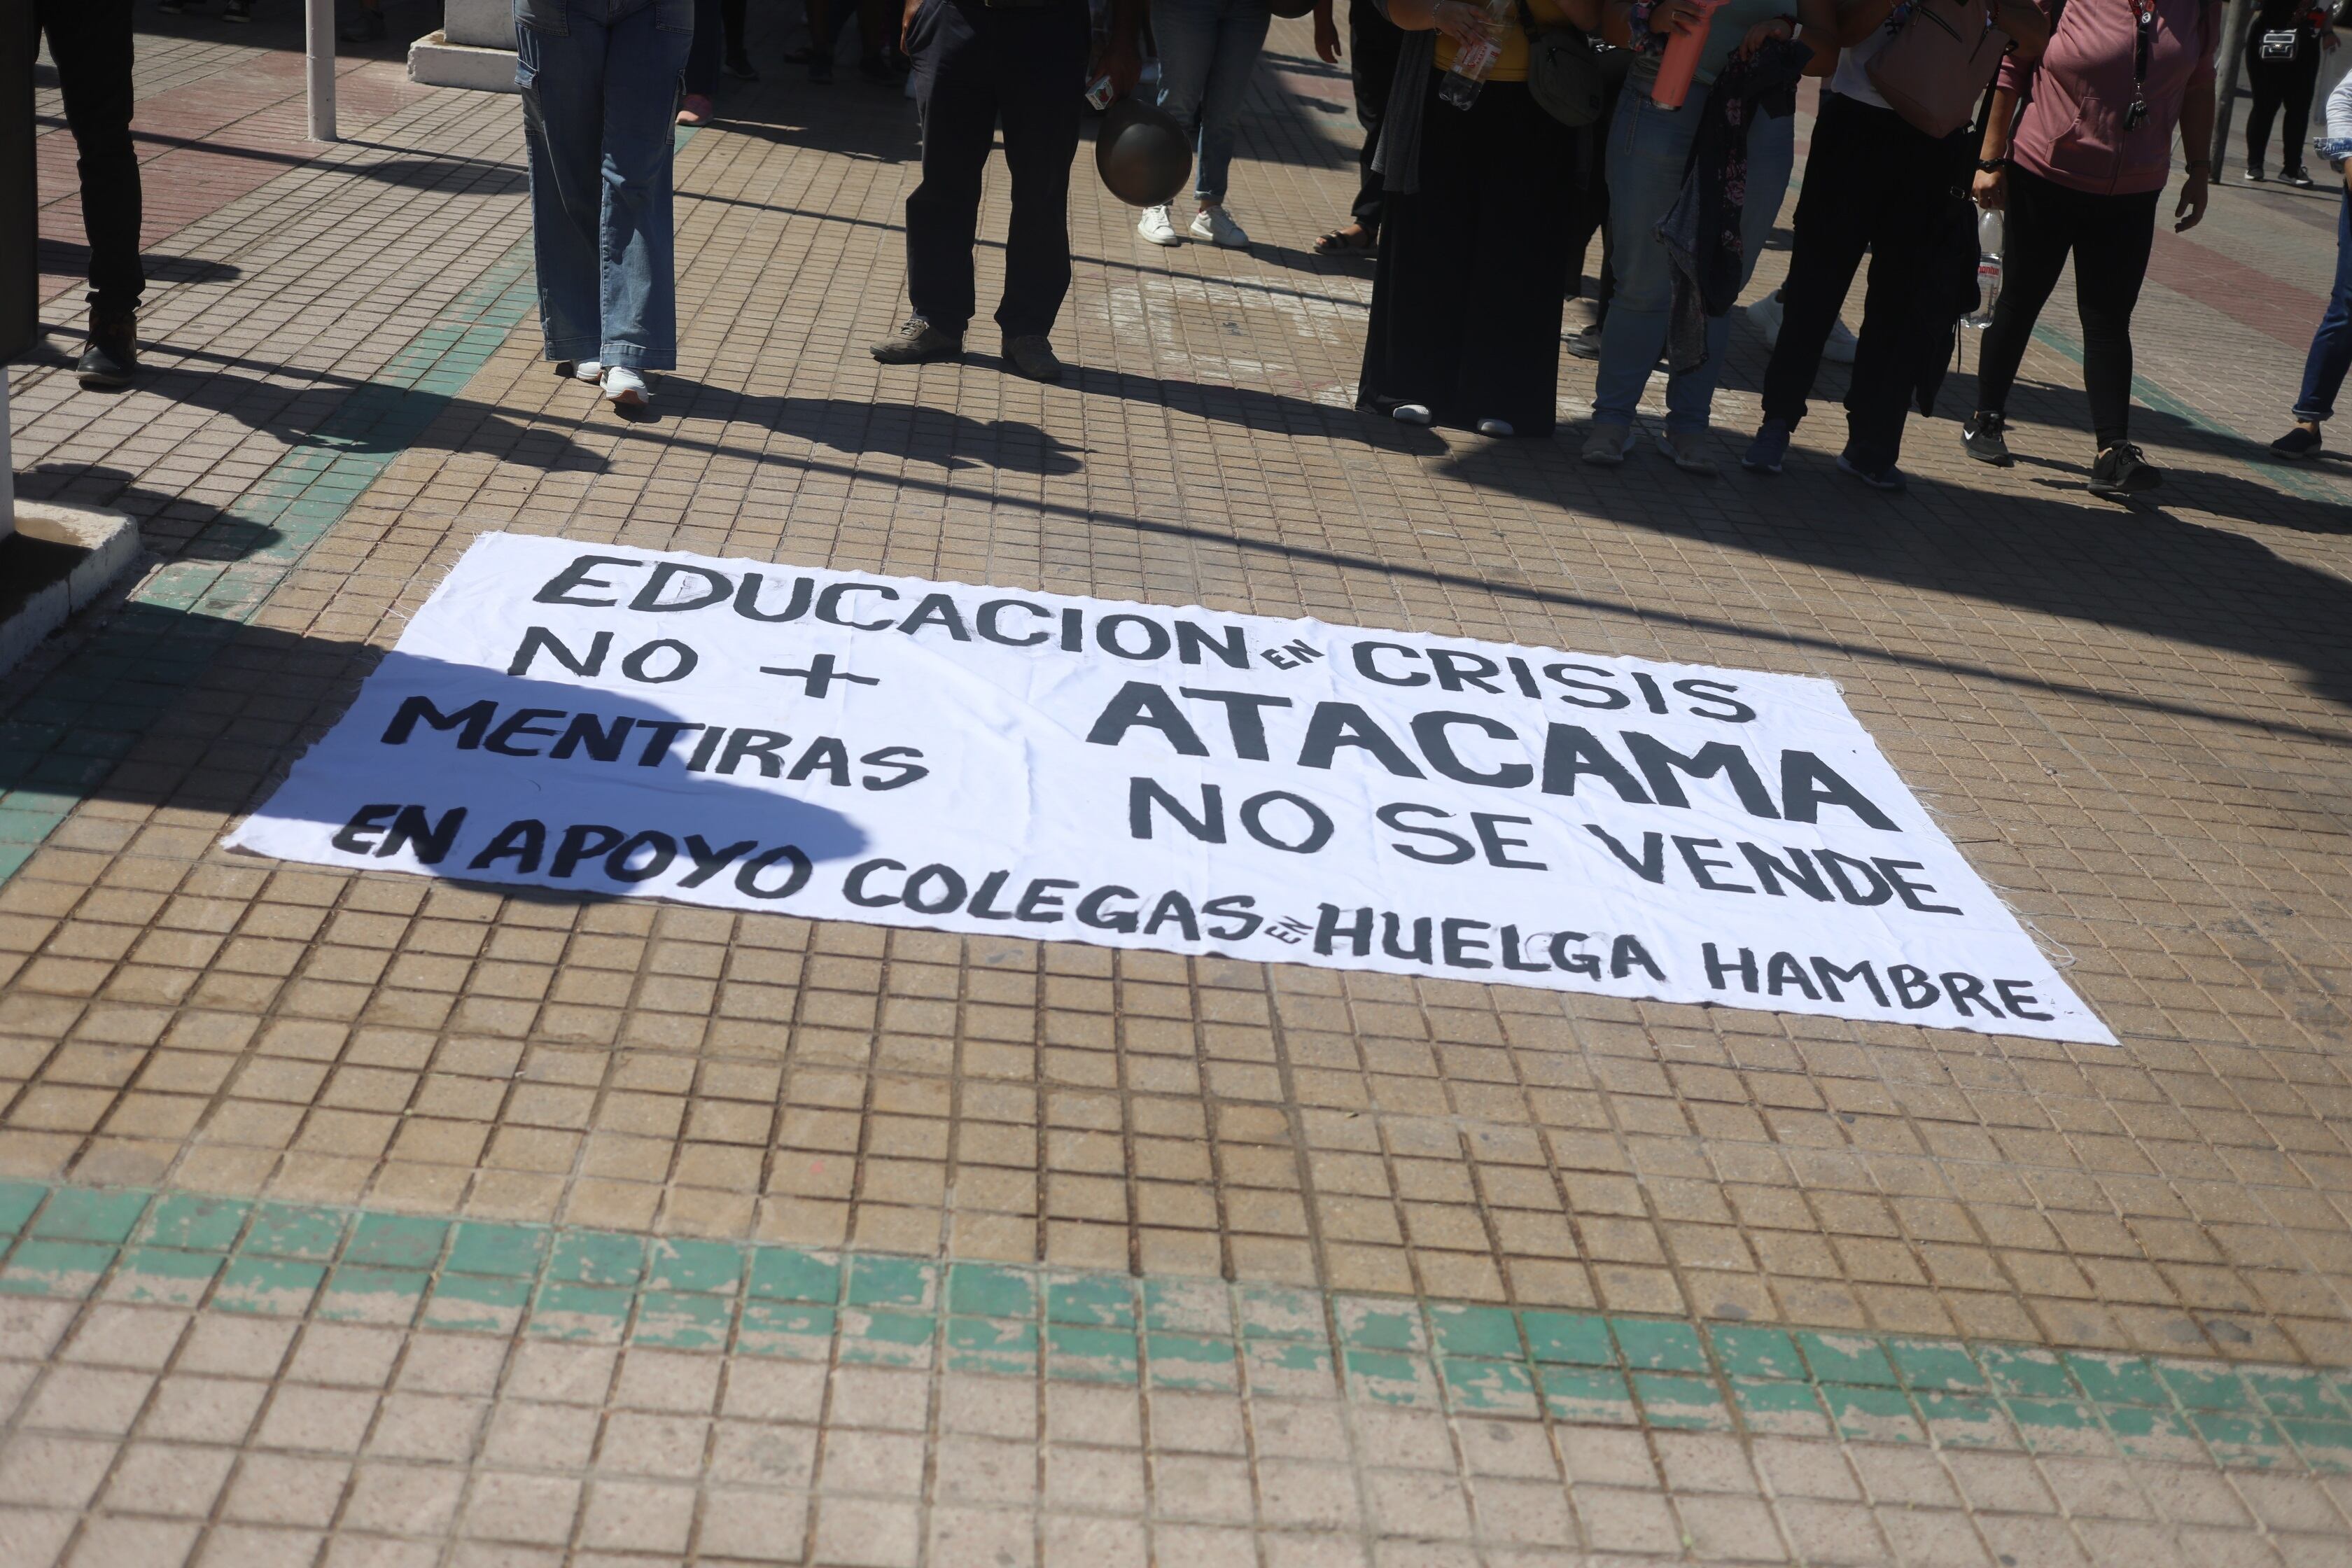 EDUCACION EN CRISIS
NO +
MENTIRAS
ATACAMA
NO SE VENDE
EN APOYO COLEGAS EN HUELGA HAMBRE